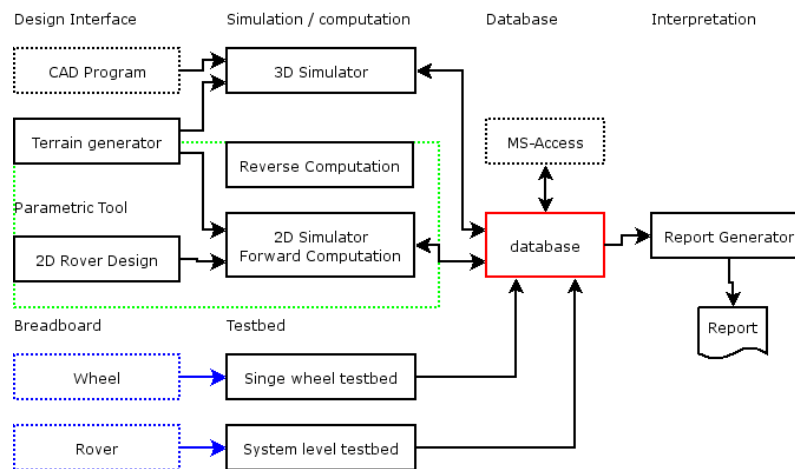 Design Interface
Simulation / computation
Database
Interpretation
CAD Program
3D Simulator
Terrain generator
MS-Access
Reverse Computation
Parametric Tool
2D Rover Design
2D Simulator
Forward Computation
database
Report Generator
Breadboard
Testbed
Report
Wheel
Singe wheel testbed
Rover
System level testbed